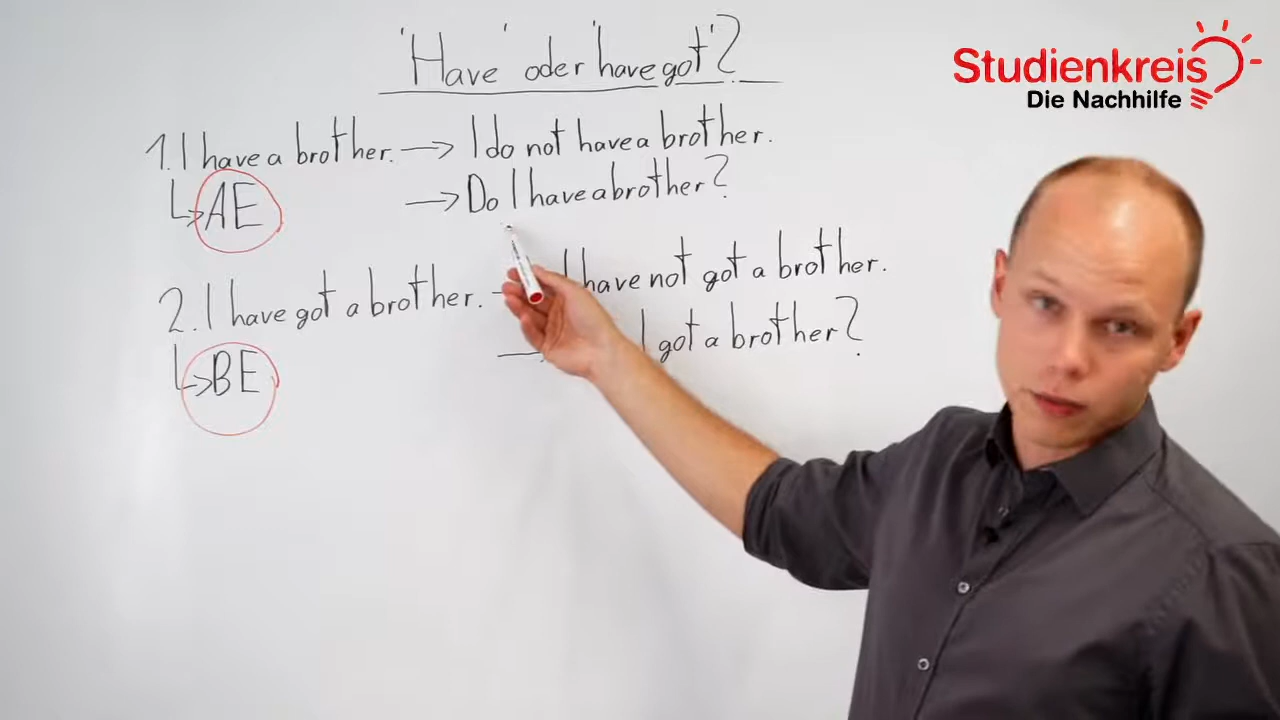 'Have' oder 'have got'?
Studienkreis
Die Nachhilfe
1. I have a brother. → I do not have a brother.
↳ AE → Do I have a brother?
2. I have got a brother. I have not got a brother.
↳ BE I got a brother?